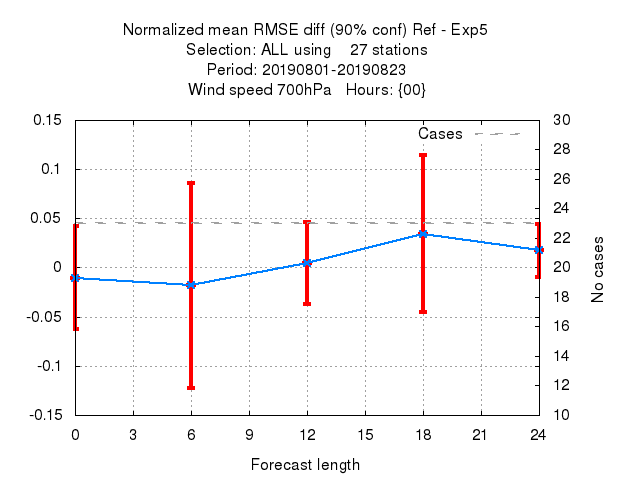 Normalized mean RMSE diff (90% conf) Ref - Exp5
Selection: ALL using    27 stations
Period: 20190801-20190823
Wind speed 700hPa   Hours: {00}
Cases
0.15
0.1
0.05
0
-0.05
-0.1
-0.15
30
28
26
24
22
20
18
16
14
12
10
No cases
0 3 6 9 12 15 18 21 24
Forecast length